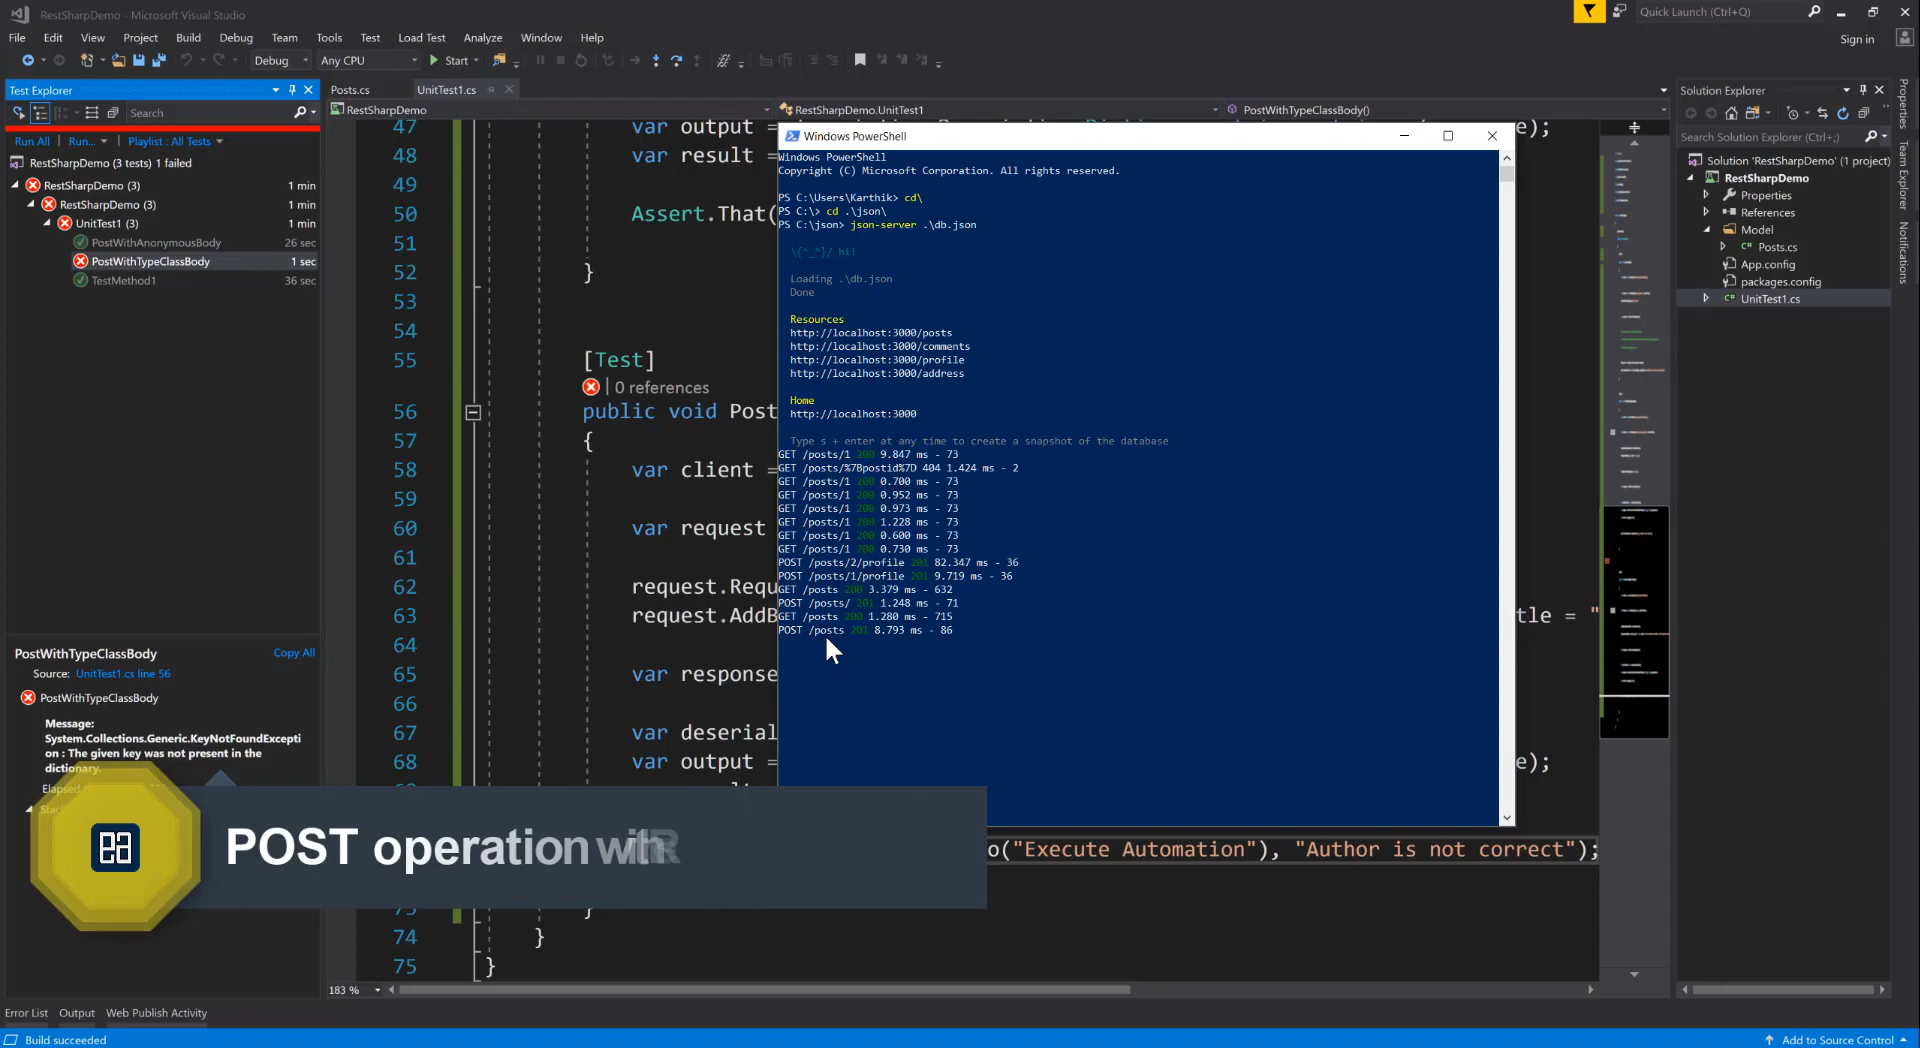 RestSharpDemo - Microsoft Visual Studio
Quick Launch (Ctrl+Q)
File Edit View Project Build Debug Team Tools Test Load Test Analyze Window Help
Sign in
Debug Any CPU Start
Test Explorer
Search
Run All Run... Playlist : All Tests
RestSharpDemo (3 tests) 1 failed
RestSharpDemo (3) 1 min
RestSharpDemo (3) 1 min
UnitTest1 (3) 1 min
PostWithAnonymousBody 26 sec
PostWithTypeClassBody 1 sec
TestMethod1 36 sec
PostWithTypeClassBody Copy All
Source: UnitTest1.cs line 56
PostWithTypeClassBody
Message:
System.Collections.Generic.KeyNotFoundExcepti
on : The given key was not present in the
dictionary.
Posts.cs UnitTest1.cs
RestSharpDemo RestSharpDemo.UnitTest1 PostWithTypeClassBody()
47 var output = e);
48 var result =
49
50 Assert.That(
51
52 }
53
54
55 [Test]
0 references
56 public void Post
57 {
58 var client =
59
60 var request
61
62 request.Requ
63 request.AddB tle = "
64
65 var response
66
67 var deserial
68 var output = e);
o("Execute Automation"), "Author is not correct");
}
74 }
75 }
183 %
Windows PowerShell
Windows PowerShell
Copyright (C) Microsoft Corporation. All rights reserved.
PS C:\Users\Karthik> cd\
PS C:\> cd .\json\
PS C:\json> json-server .\db.json
\{^_^}/ hi!
Loading .\db.json
Done
Resources
http://localhost:3000/posts
http://localhost:3000/comments
http://localhost:3000/profile
http://localhost:3000/address
Home
http://localhost:3000
Type s + enter at any time to create a snapshot of the database
GET /posts/1 200 9.847 ms - 73
GET /posts/%7Bpostid%7D 404 1.424 ms - 2
GET /posts/1 200 0.700 ms - 73
GET /posts/1 200 0.952 ms - 73
GET /posts/1 200 0.973 ms - 73
GET /posts/1 200 1.228 ms - 73
GET /posts/1 200 0.600 ms - 73
GET /posts/1 200 0.730 ms - 73
POST /posts/2/profile 201 82.347 ms - 36
POST /posts/1/profile 201 9.719 ms - 36
GET /posts 200 3.379 ms - 632
POST /posts/ 201 1.248 ms - 71
GET /posts 200 1.280 ms - 715
POST /posts 201 8.793 ms - 86
POST operation
Solution Explorer
Search Solution Explorer (Ctrl+;)
Solution 'RestSharpDemo' (1 project)
RestSharpDemo
Properties
References
Model
Posts.cs
App.config
packages.config
UnitTest1.cs
Properties
Team Explorer
Notifications
Error List Output Web Publish Activity
Build succeeded
Add to Source Control